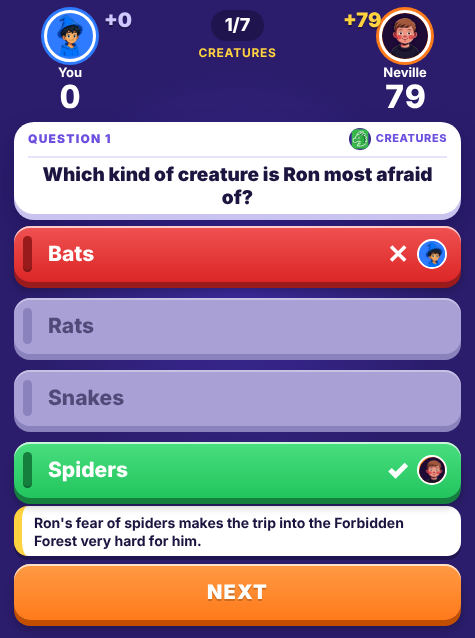 +0
1/7
+79
CREATURES
You
Neville
0
79
QUESTION 1
CREATURES
Which kind of creature is Ron most afraid
of?
Bats
Rats
Snakes
Spiders
Ron's fear of spiders makes the trip into the Forbidden
Forest very hard for him.
NEXT